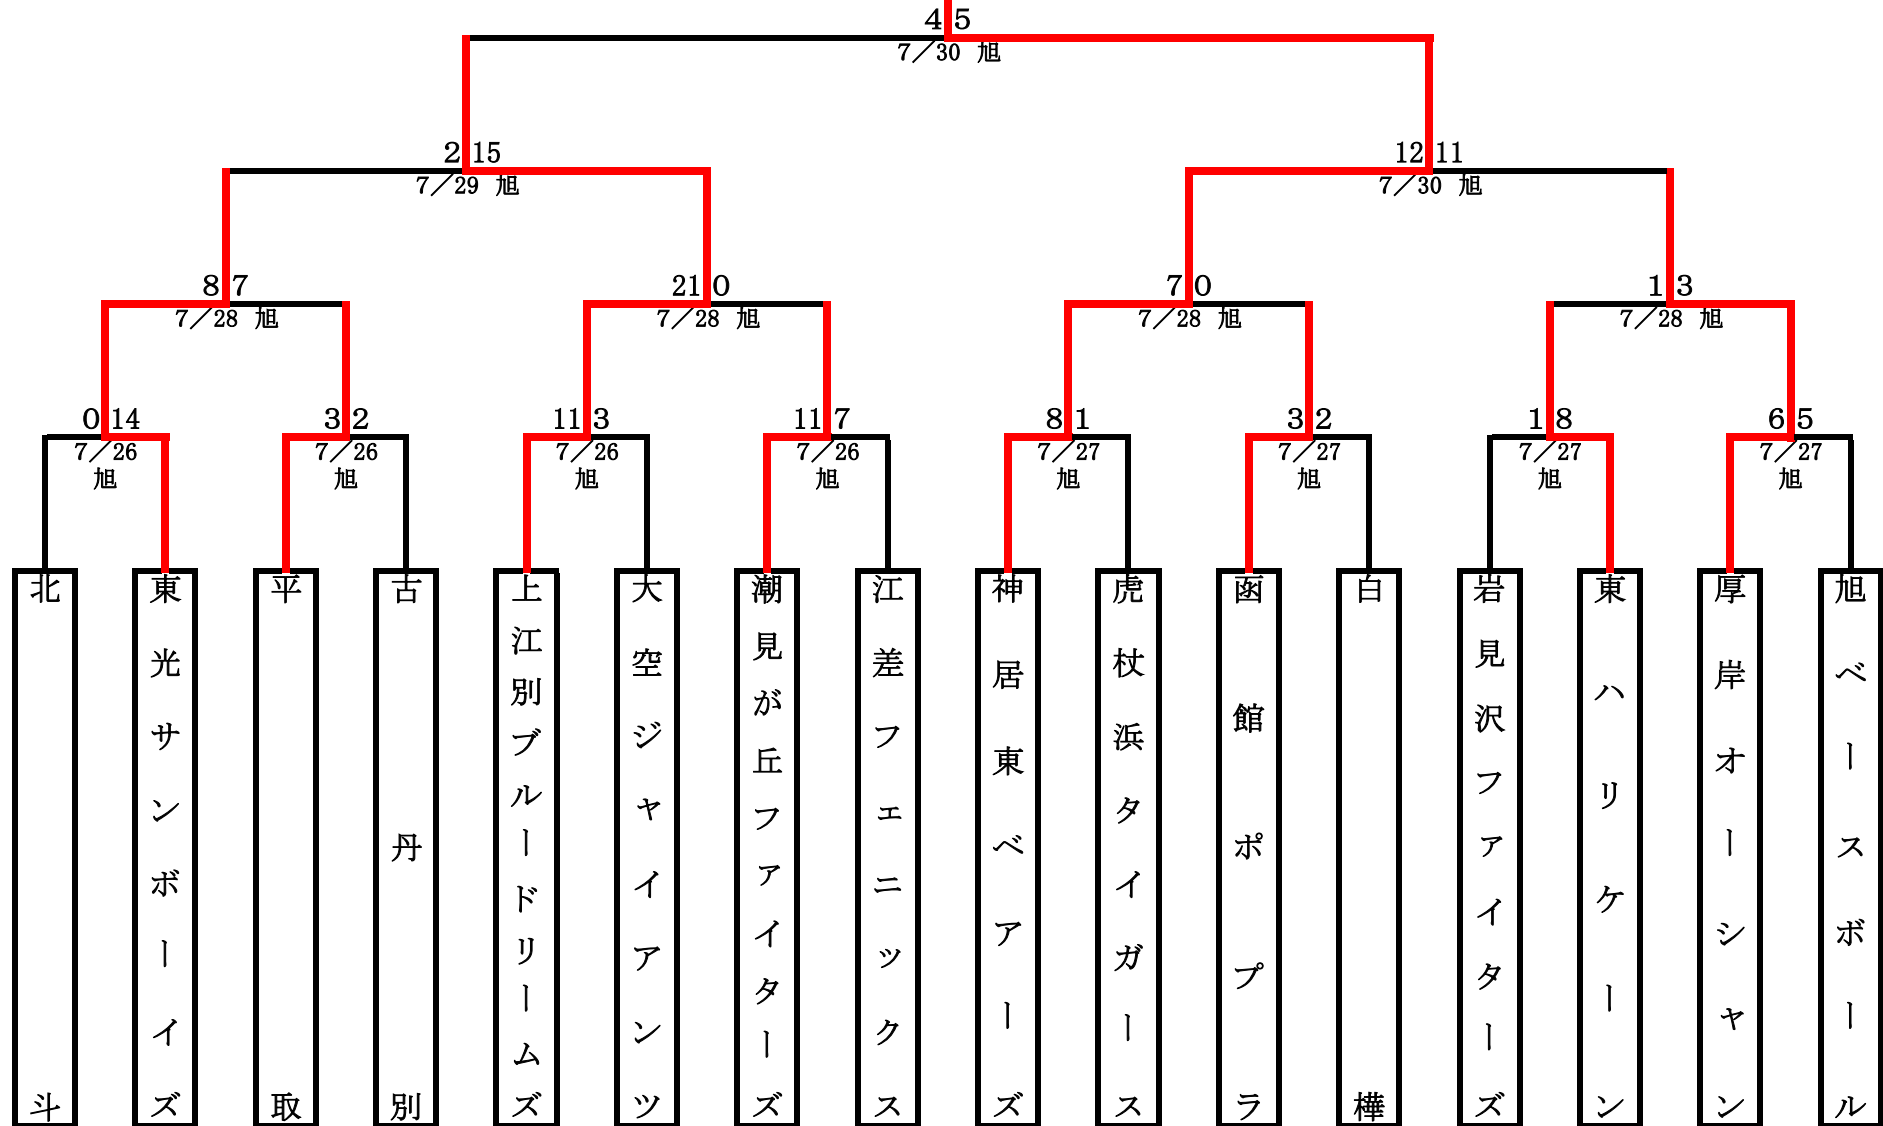 4 5
7／30 旭
2 15
7／29 旭
12 11
7／30 旭
8 7
7／28 旭
21 0
7／28 旭
7 0
7／28 旭
1 3
7／28 旭
0 14
7／26
旭
3 2
7／26
旭
11 3
7／26
旭
11 7
7／26
旭
8 1
7／27
旭
3 2
7／27
旭
1 8
7／27
旭
6 5
7／27
旭
北斗
東光サンボーイズ
平取
古丹別
上江別ブルードリームズ
大空ジャイアンツ
潮見が丘ファイターズ
江差フェニックス
神居東ベアーズ
虎杖浜タイガース
函館ポプラ
白樺
岩見沢ファイターズ
東ハリケーン
厚岸オーシャン
旭ベースボール